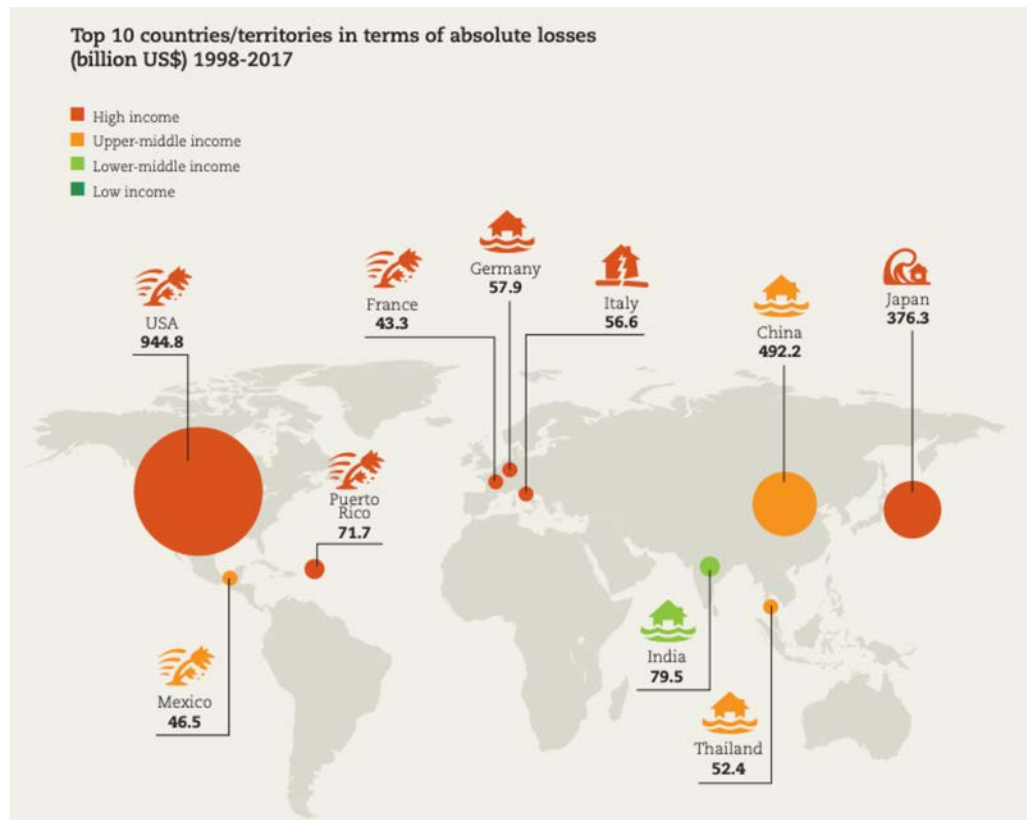 Top 10 countries/territories in terms of absolute losses
(billion US$) 1998-2017
High income
Upper-middle income
Lower-middle income
Low income
Germany
57.9
France
43.3
Italy
56.6
Japan
376.3
USA
944.8
China
492.2
Puerto
Rico
71.7
India
79.5
Mexico
46.5
Thailand
52.4